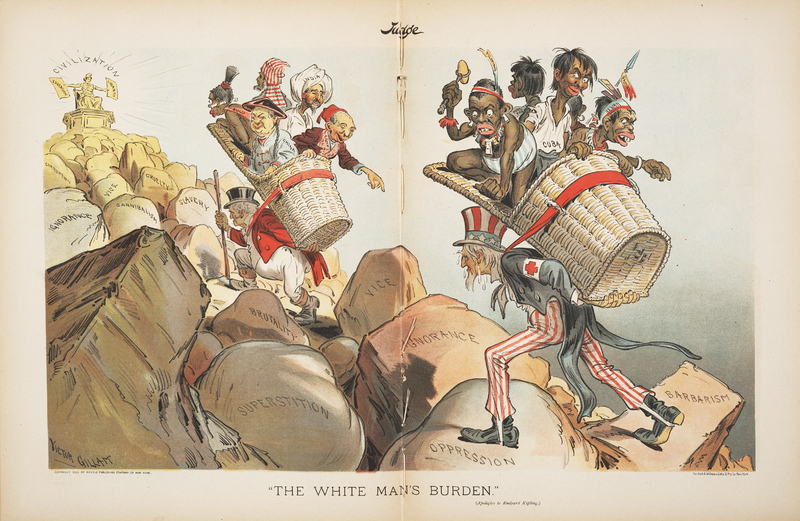 Judge
CIVILIZATION
INDIA
CUBA
VICE
CRUELTY
SLAVERY
CANNIBALISM
IGNORANCE
VICE
BRUTALITY
IGNORANCE
SUPERSTITION
BARBARISM
OPPRESSION
VICTOR
GILLAM
"THE WHITE MAN'S BURDEN."
(Apologies to Rudyard Kipling.)